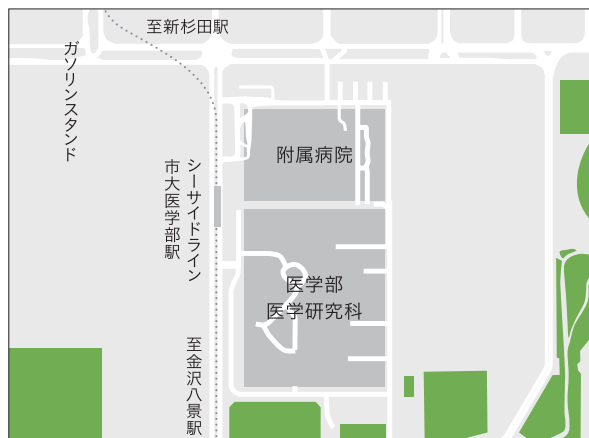 至新杉田駅
ガソリンスタンド
シーサイドライン
市大医学部駅
附属病院
医学部
医学研究科
至金沢八景駅